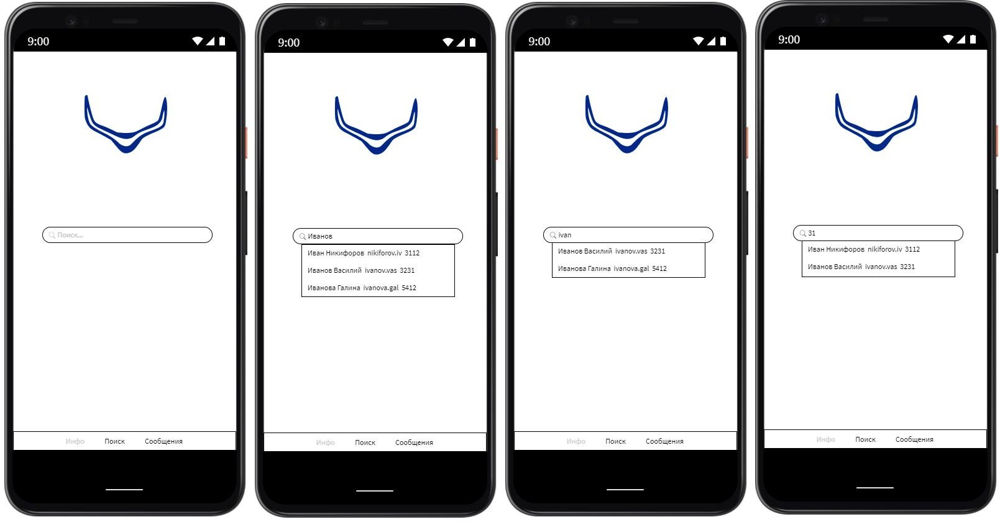 9:00
Поиск...
Инфо Поиск Сообщения
9:00
Иванов
Иван Никифоров nikiforov.iv 3112
Иванов Василий ivanov.vas 3231
Иванова Галина ivanova.gal 5412
Инфо Поиск Сообщения
9:00
ivan
Иванов Василий ivanov.vas 3231
Иванова Галина ivanova.gal 5412
Инфо Поиск Сообщения
9:00
31
Иван Никифоров nikiforov.iv 3112
Иванов Василий ivanov.vas 3231
Инфо Поиск Сообщения